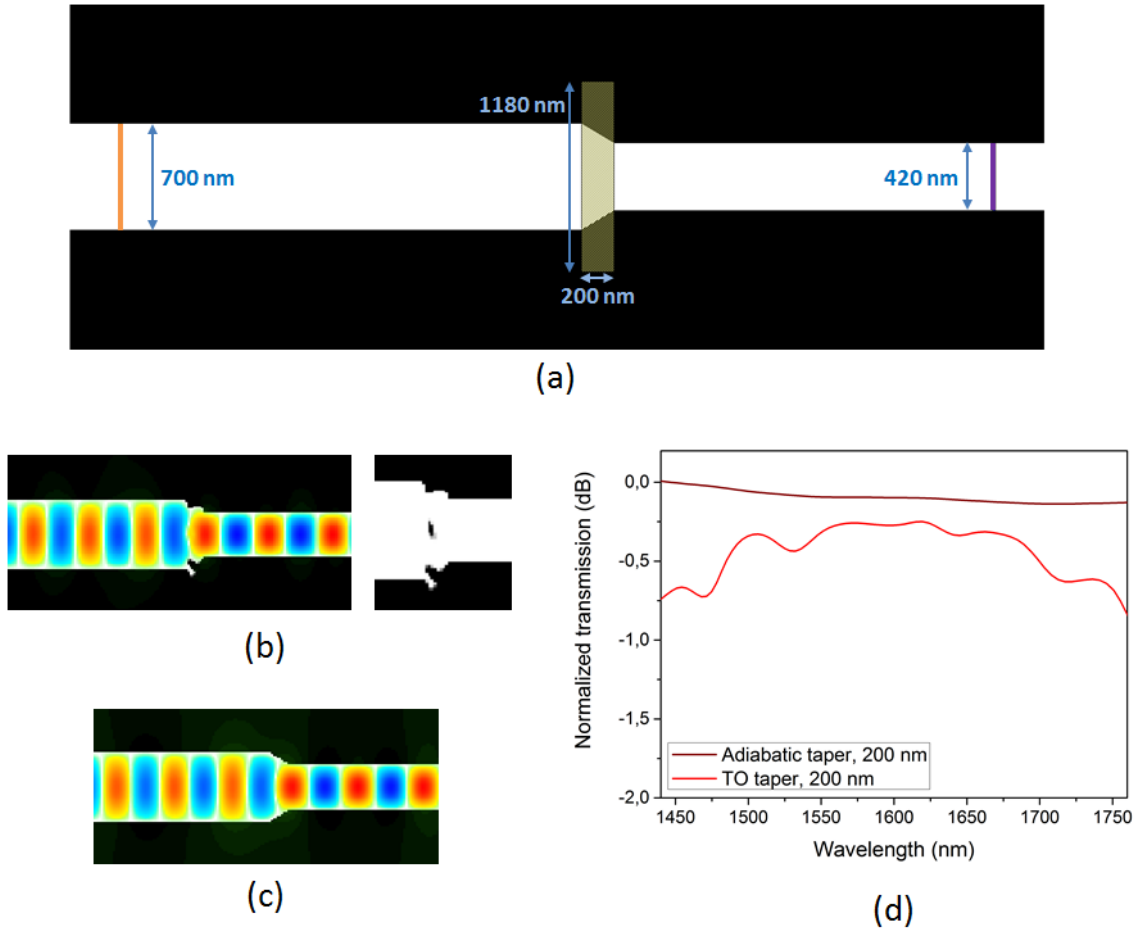 1180 nm
700 nm
420 nm
200 nm
(a)
(b)
(c)
Normalized transmission (dB)
0,0
-0,5
-1,0
-1,5
-2,0
Adiabatic taper, 200 nm
TO taper, 200 nm
1450 1500 1550 1600 1650 1700 1750
Wavelength (nm)
(d)